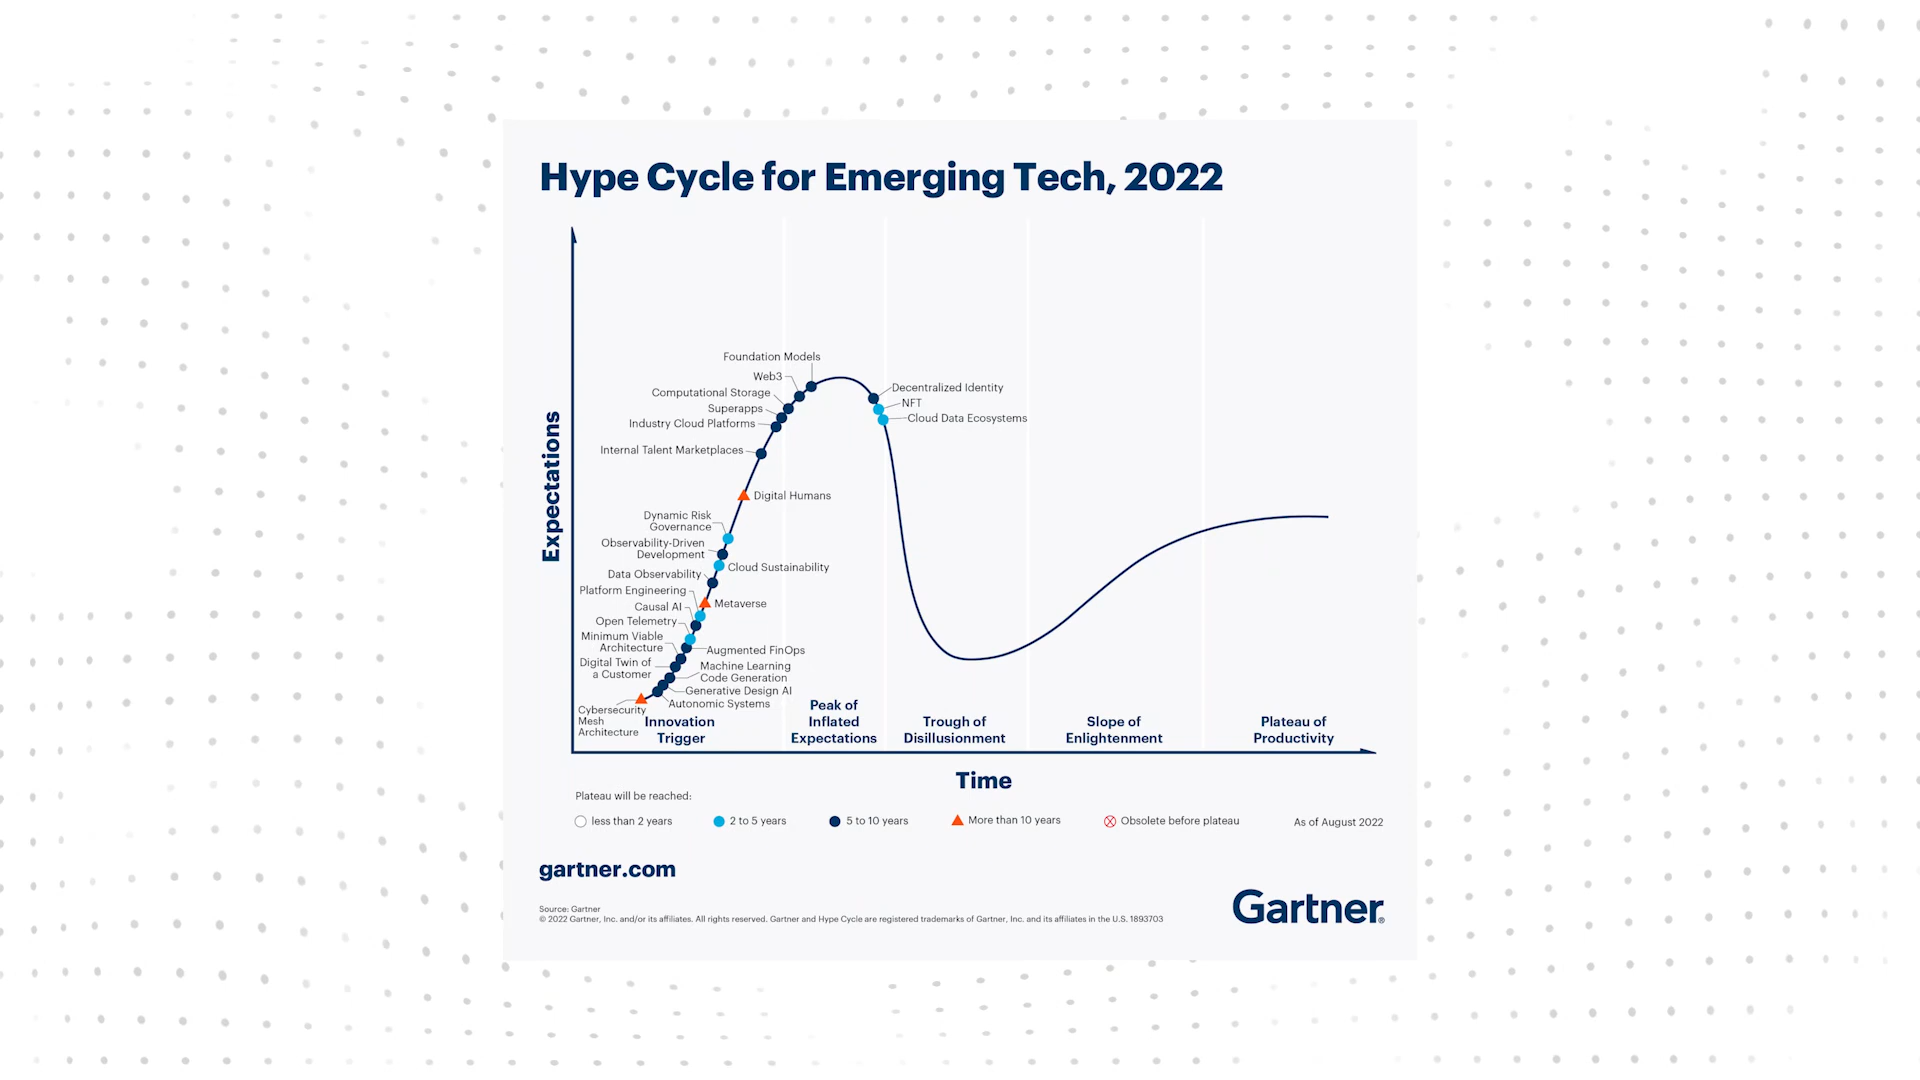 Hype Cycle for Emerging Tech, 2022
Expectations
Foundation Models
Web3
Computational Storage
Superapps
Industry Cloud Platforms
Internal Talent Marketplaces
Decentralized Identity
NFT
Cloud Data Ecosystems
Digital Humans
Dynamic Risk
Governance
Observability-Driven
Development
Cloud Sustainability
Data Observability
Platform Engineering
Metaverse
Causal AI
Open Telemetry
Minimum Viable
Architecture
Augmented FinOps
Digital Twin of
a Customer
Machine Learning
Code Generation
Generative Design AI
Autonomic Systems
Cybersecurity
Mesh
Architecture
Innovation
Trigger
Peak of
Inflated
Expectations
Trough of
Disillusionment
Slope of
Enlightenment
Plateau of
Productivity
Time
Plateau will be reached:
less than 2 years
2 to 5 years
5 to 10 years
More than 10 years
Obsolete before plateau
As of August 2022
gartner.com
Source: Gartner
© 2022 Gartner, Inc. and/or its affiliates. All rights reserved. Gartner and Hype Cycle are registered trademarks of Gartner, Inc. and its affiliates in the U.S. 1893703
Gartner®